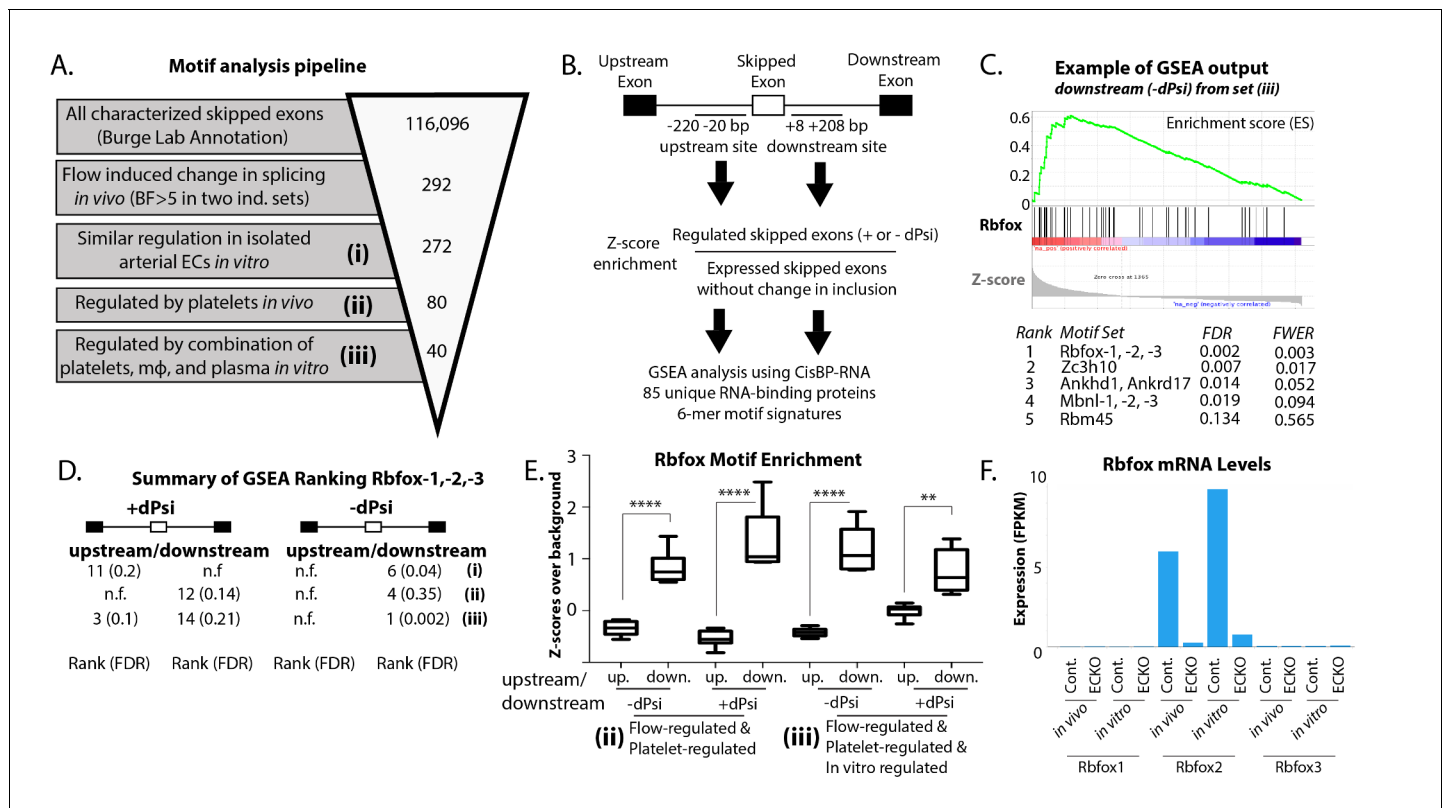 A.
Motif analysis pipeline
All characterized skipped exons
(Burge Lab Annotation)
116,096
Flow induced change in splicing
in vivo (BF>5 in two ind. sets)
292
Similar regulation in isolated
arterial ECs in vitro
(i)
272
Regulated by platelets in vivo
(ii)
80
Regulated by combination of
platelets, mϕ, and plasma in vitro
(iii)
40
B.
Upstream
Exon
Skipped
Exon
Downstream
Exon
-220 -20 bp
upstream site
+8 +208 bp
downstream site
Z-score
enrichment
Regulated skipped exons (+ or - dPsi)
Expressed skipped exons
without change in inclusion
GSEA analysis using CisBP-RNA
85 unique RNA-binding proteins
6-mer motif signatures
C.
Example of GSEA output
downstream (-dPsi) from set (iii)
Enrichment score (ES)
0.6
0.4
0.2
0
Rbfox
'na_pos' (positively correlated)
Z-score
Zero cross at 1365
'na_neg' (negatively correlated)
Rank Motif Set FDR FWER
1 Rbfox-1, -2, -3 0.002 0.003
2 Zc3h10 0.007 0.017
3 Ankhd1, Ankrd17 0.014 0.052
4 Mbnl-1, -2, -3 0.019 0.094
5 Rbm45 0.134 0.565
D.
Summary of GSEA Ranking Rbfox-1,-2,-3
+dPsi -dPsi
upstream/downstream upstream/downstream
11 (0.2) n.f n.f. 6 (0.04) (i)
n.f. 12 (0.14) n.f. 4 (0.35) (ii)
3 (0.1) 14 (0.21) n.f. 1 (0.002) (iii)
Rank (FDR) Rank (FDR) Rank (FDR) Rank (FDR)
E.
Rbfox Motif Enrichment
Z-scores over background
3
2
1
0
**** **** **** **
upstream/
downstream
up. down. up. down. up. down. up. down.
-dPsi +dPsi -dPsi +dPsi
(ii)
Flow-regulated &
Platelet-regulated
(iii)
Flow-regulated &
Platelet-regulated &
In vitro regulated
F.
Rbfox mRNA Levels
Expression (FPKM)
10
5
0
Cont. ECKO Cont. ECKO Cont. ECKO Cont. ECKO Cont. ECKO Cont. ECKO
in vivo in vitro in vivo in vitro in vivo in vitro
Rbfox1 Rbfox2 Rbfox3